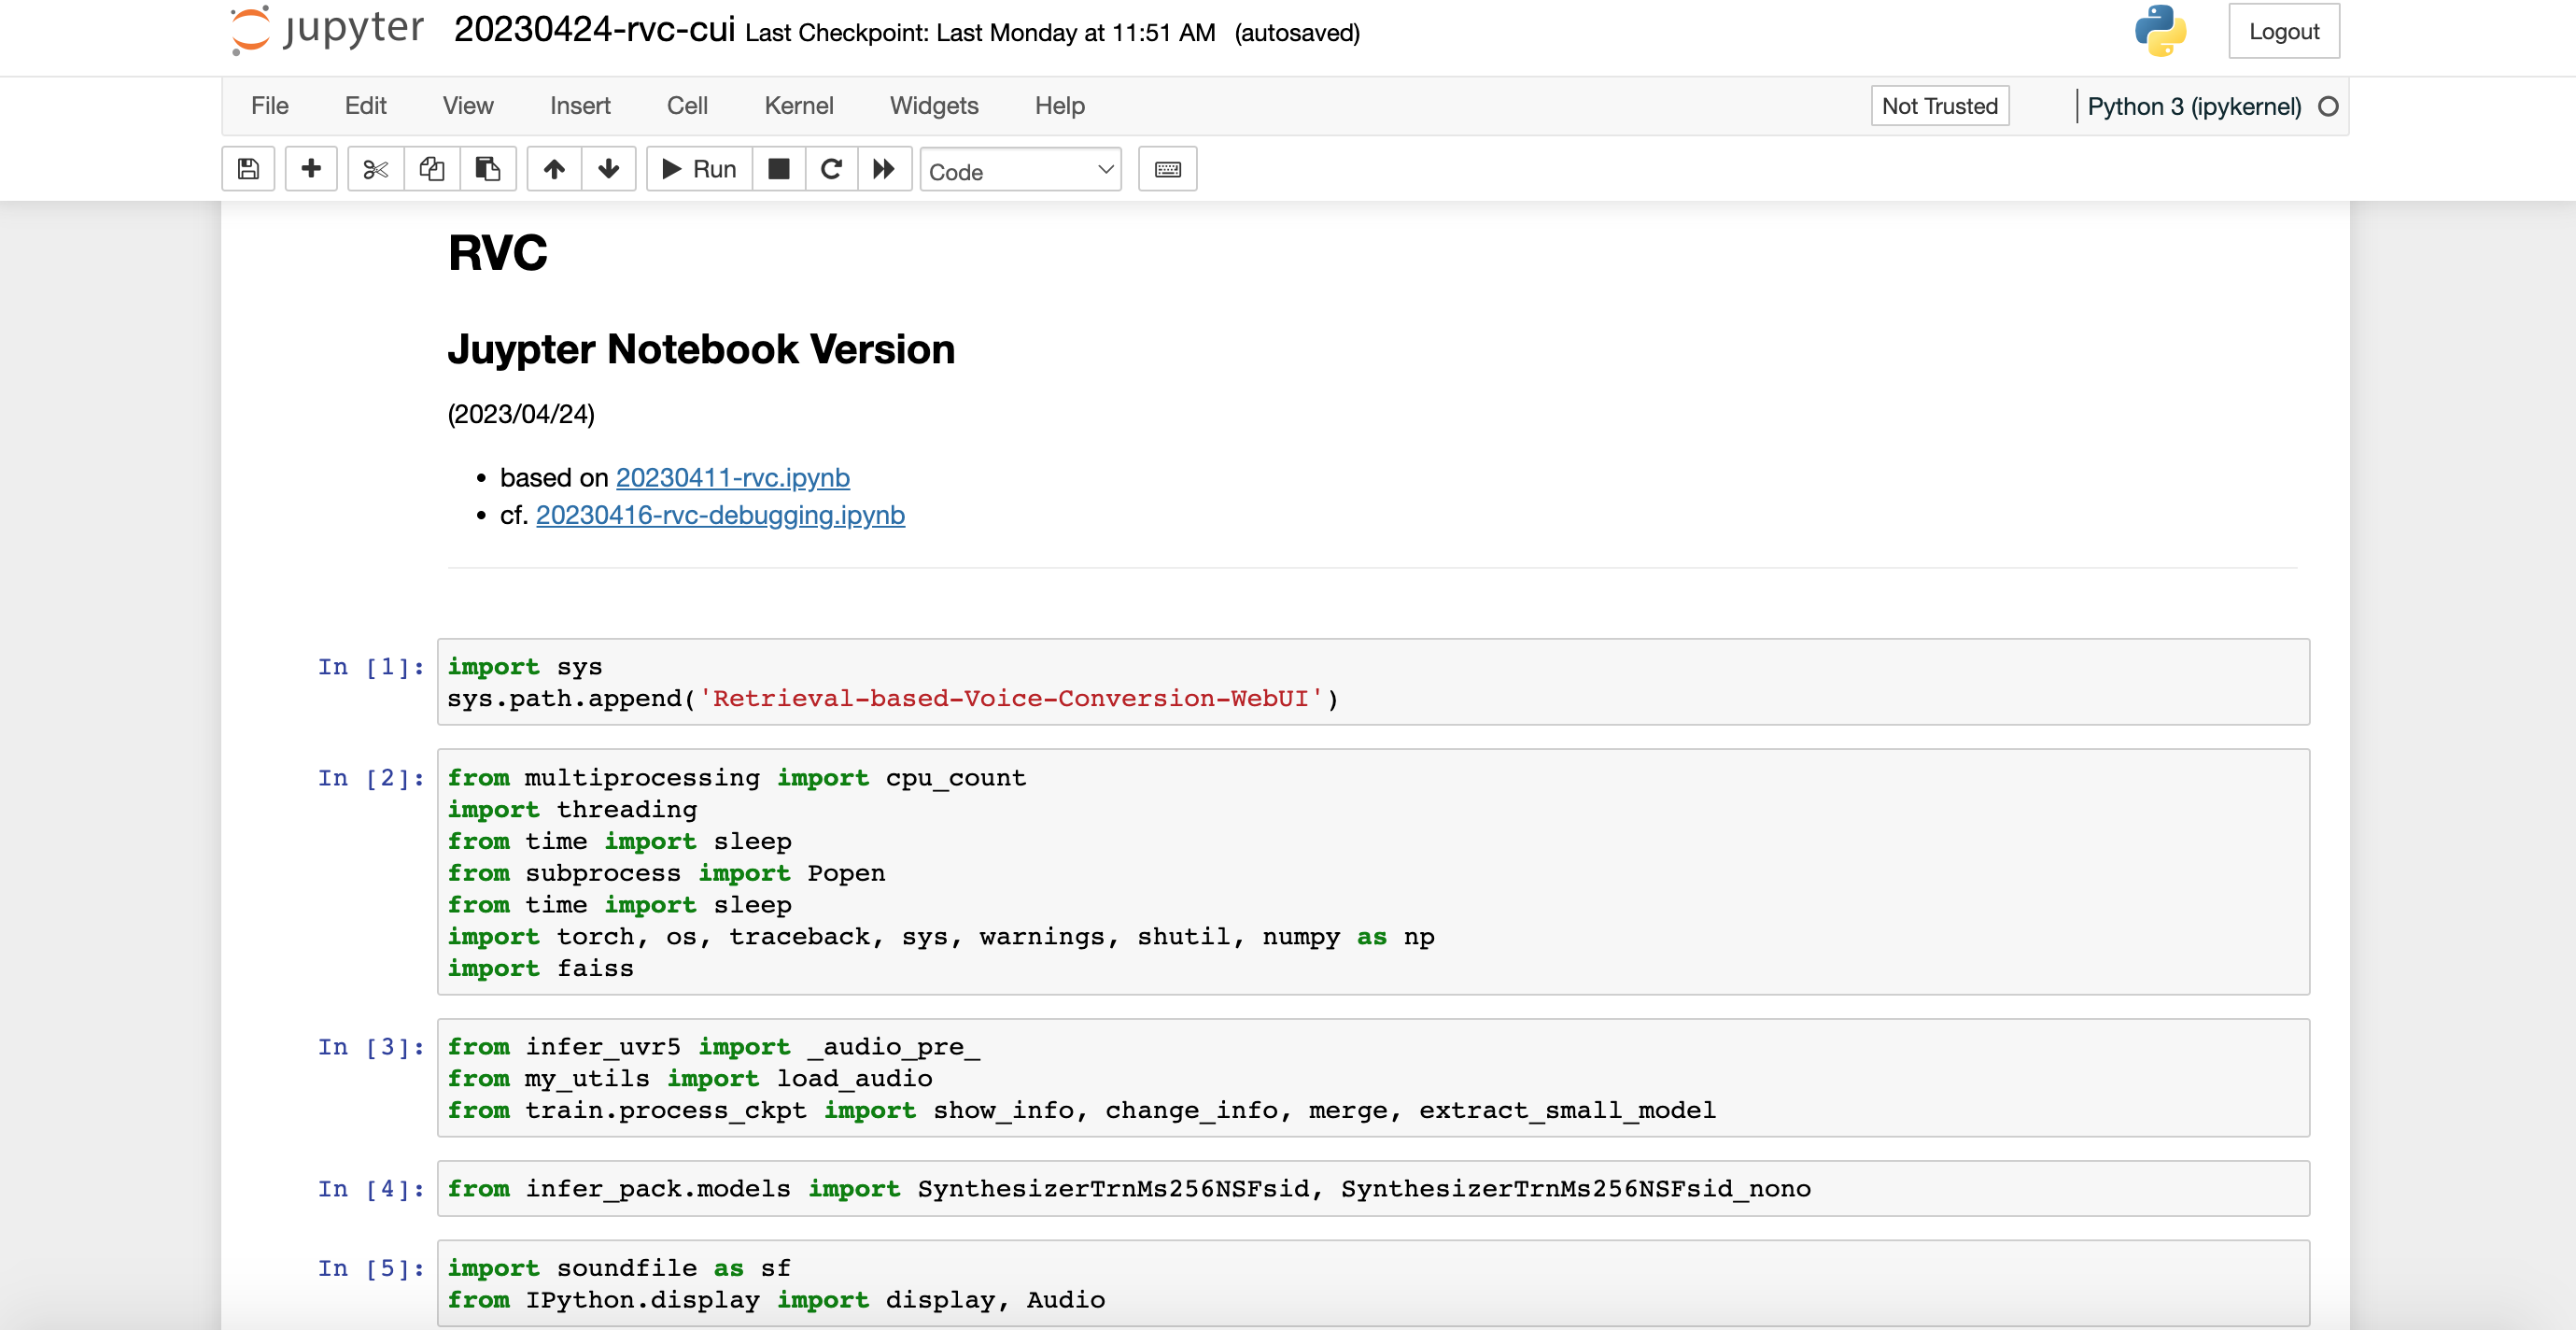 jupyter 20230424-rvc-cui Last Checkpoint: Last Monday at 11:51 AM (autosaved) Logout
File Edit View Insert Cell Kernel Widgets Help Not Trusted Python 3 (ipykernel)
Run Code
RVC
Juypter Notebook Version
(2023/04/24)
• based on 20230411-rvc.ipynb
• cf. 20230416-rvc-debugging.ipynb
In [1]: import sys
sys.path.append('Retrieval-based-Voice-Conversion-WebUI')
In [2]: from multiprocessing import cpu_count
import threading
from time import sleep
from subprocess import Popen
from time import sleep
import torch, os, traceback, sys, warnings, shutil, numpy as np
import faiss
In [3]: from infer_uvr5 import _audio_pre_
from my_utils import load_audio
from train.process_ckpt import show_info, change_info, merge, extract_small_model
In [4]: from infer_pack.models import SynthesizerTrnMs256NSFsid, SynthesizerTrnMs256NSFsid_nono
In [5]: import soundfile as sf
from IPython.display import display, Audio